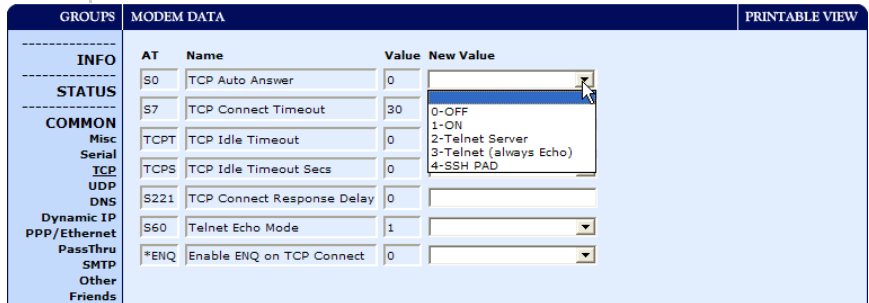 GROUPS MODEM DATA PRINTABLE VIEW
--------------
INFO
--------------
STATUS
--------------
COMMON
Misc
Serial
TCP
UDP
DNS
Dynamic IP
PPP/Ethernet
PassThru
SMTP
Other
Friends
AT Name Value New Value
S0 TCP Auto Answer 0
S7 TCP Connect Timeout 30
TCPT TCP Idle Timeout 0
TCPS TCP Idle Timeout Secs 0
S221 TCP Connect Response Delay 0
S60 Telnet Echo Mode 1
*ENQ Enable ENQ on TCP Connect 0
0-OFF
1-ON
2-Telnet Server
3-Telnet (always Echo)
4-SSH PAD